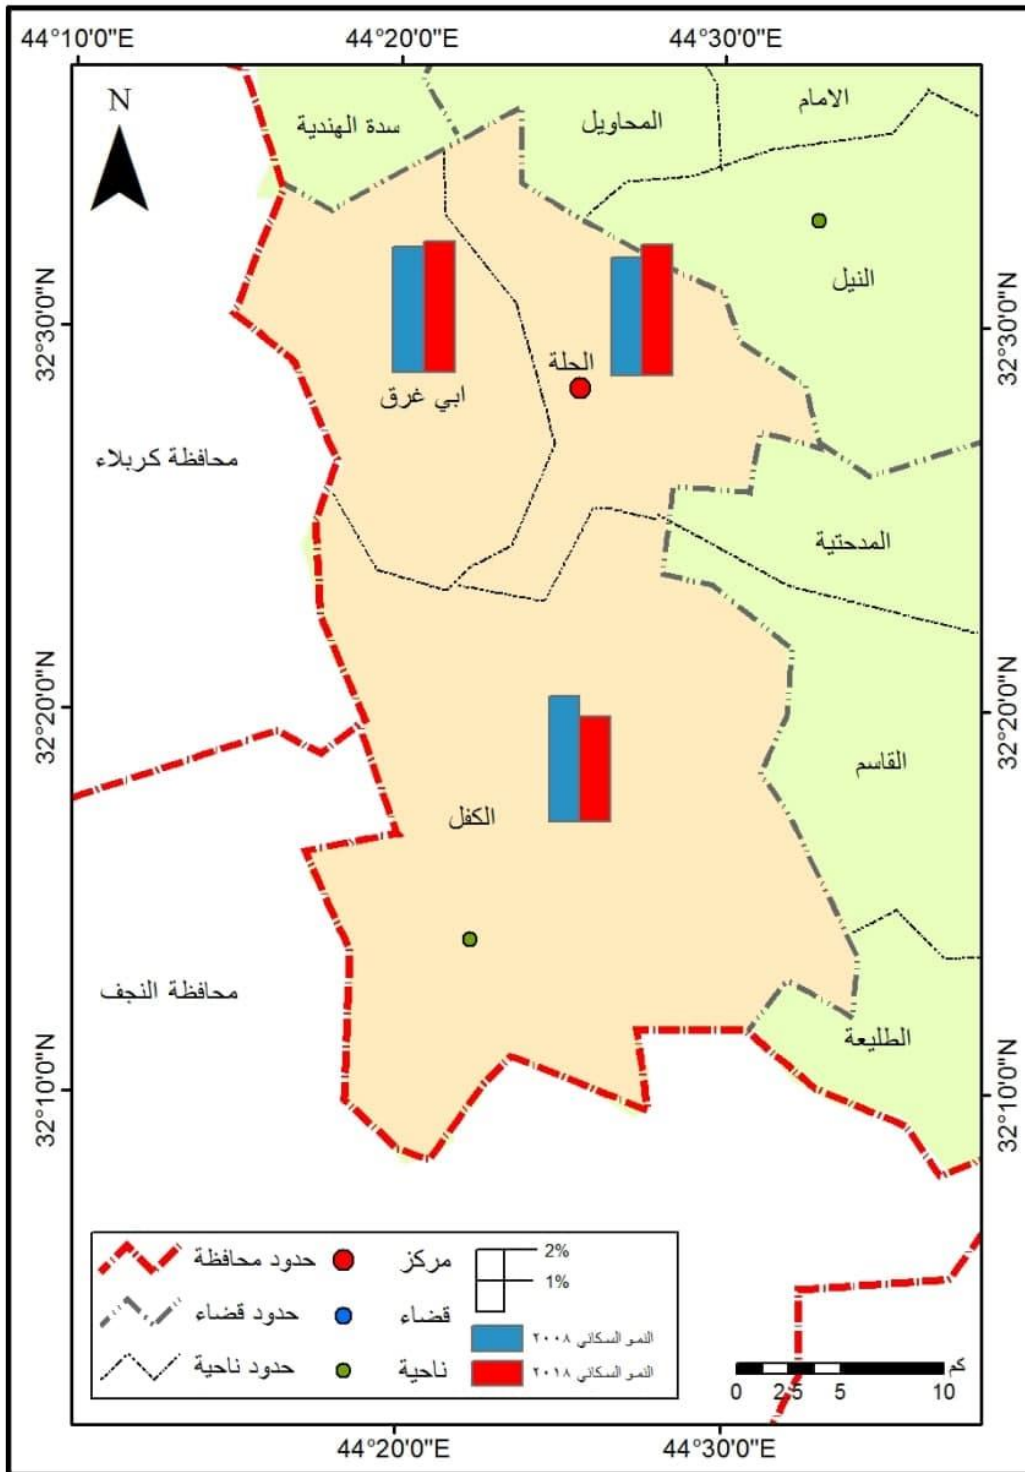 44°10'0"E
44°20'0"E
44°30'0"E
N
سدة الهندية
المحاويل
الامام
النيل
32°30'0"N
32°30'0"N
الحلة
ابي غرق
محافظة كربلاء
المدحتية
32°20'0"N
32°20'0"N
القاسم
الكفل
محافظة النجف
الطليعة
32°10'0"N
32°10'0"N
حدود محافظة
مركز
2%
1%
حدود قضاء
قضاء
النمو السكاني ٢٠٠٨
حدود ناحية
ناحية
النمو السكاني ٢٠١٨
كم
0 2.5 5 10
44°20'0"E
44°30'0"E